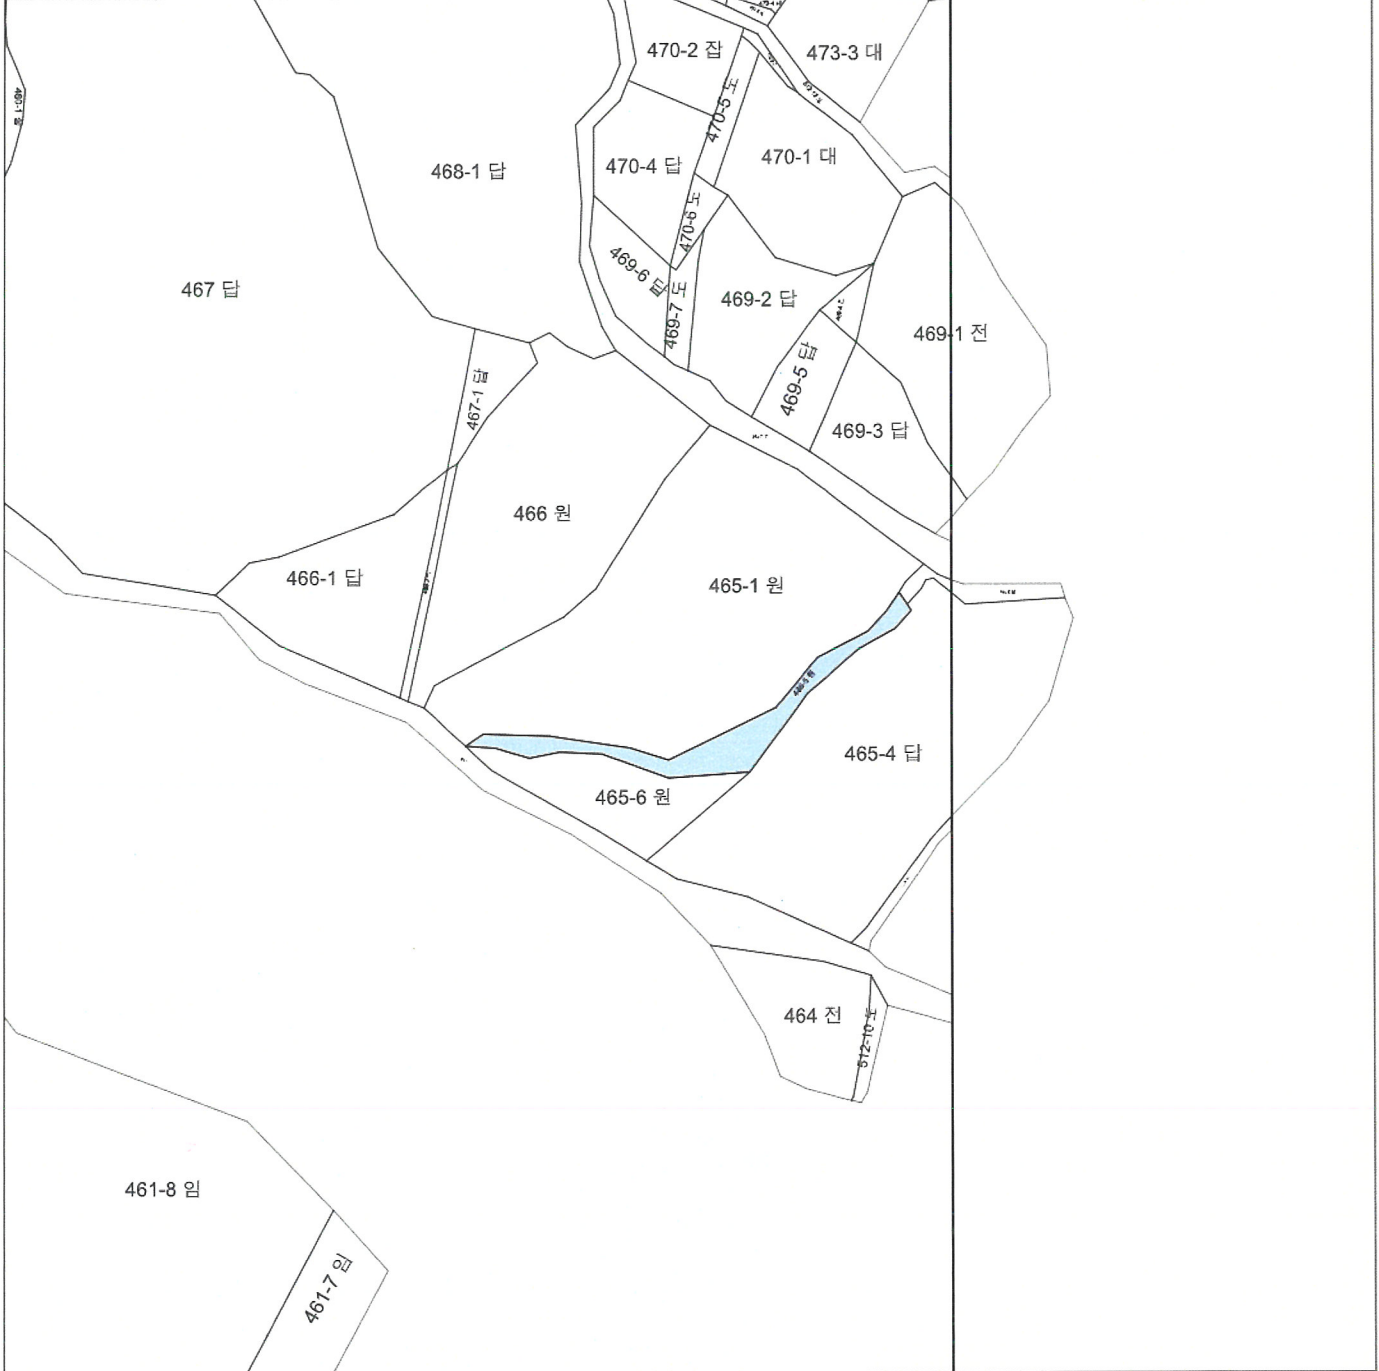 470-2 잡
473-3 대
470-5 도
468-1 답
470-4 답
470-1 대
470-6 도
469-6 답
467 답
469-7 도
469-2 답
469-1 전
467-1 답
469-5 답
469-3 답
466 원
466-1 답
465-1 원
465-4 답
465-6 원
464 전
512-10 도
461-8 임
461-7 임